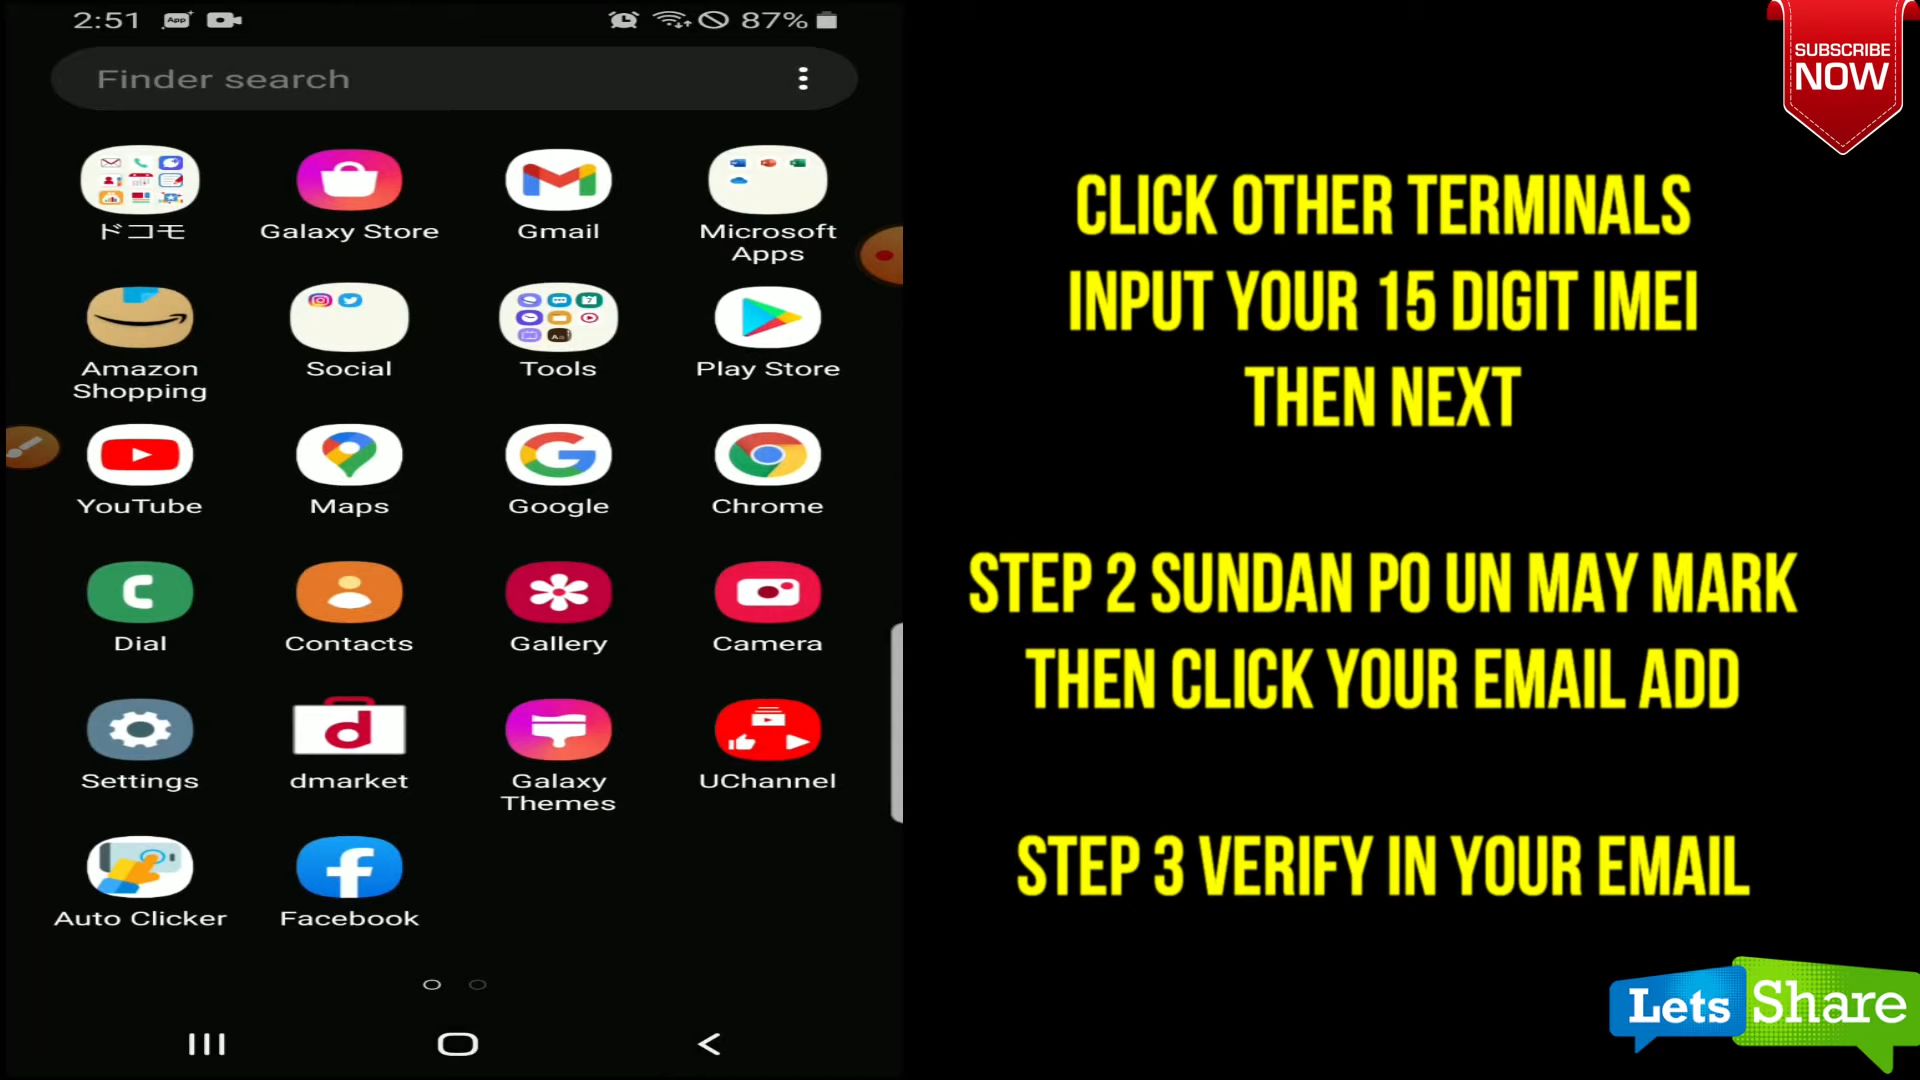 2:51
87%
Finder search
ドコモ
Galaxy Store
Gmail
Microsoft
Apps
Amazon
Shopping
Social
Tools
Play Store
YouTube
Maps
Google
Chrome
Dial
Contacts
Gallery
Camera
Settings
dmarket
Galaxy
Themes
UChannel
Auto Clicker
Facebook
SUBSCRIBE
NOW
CLICK OTHER TERMINALS
INPUT YOUR 15 DIGIT IMEI
THEN NEXT
STEP 2 SUNDAN PO UN MAY MARK
THEN CLICK YOUR EMAIL ADD
STEP 3 VERIFY IN YOUR EMAIL
Lets Share